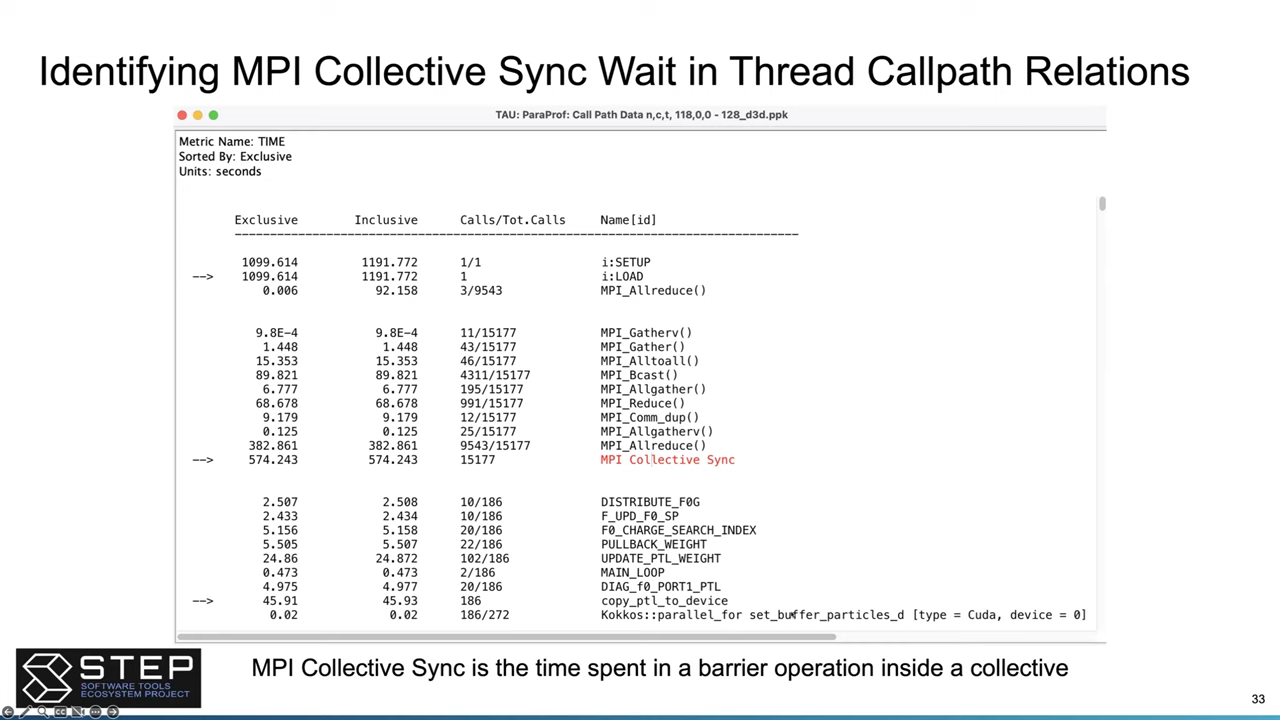 Identifying MPI Collective Sync Wait in Thread Callpath Relations
TAU: ParaProf: Call Path Data n,c,t, 118,0,0 - 128_d3d.ppk
Metric Name: TIME
Sorted By: Exclusive
Units: seconds
Exclusive Inclusive Calls/Tot.Calls Name[id]
--------------------------------------------------------------------------------
1099.614 1191.772 1/1 i:SETUP
--> 1099.614 1191.772 1 i:LOAD
0.006 92.158 3/9543 MPI_Allreduce()
9.8E-4 9.8E-4 11/15177 MPI_Gatherv()
1.448 1.448 43/15177 MPI_Gather()
15.353 15.353 46/15177 MPI_Alltoall()
89.821 89.821 4311/15177 MPI_Bcast()
6.777 6.777 195/15177 MPI_Allgather()
68.678 68.678 991/15177 MPI_Reduce()
9.179 9.179 12/15177 MPI_Comm_dup()
0.125 0.125 25/15177 MPI_Allgatherv()
382.861 382.861 9543/15177 MPI_Allreduce()
--> 574.243 574.243 15177 MPI Collective Sync
2.507 2.508 10/186 DISTRIBUTE_F0G
2.433 2.434 10/186 F_UPD_F0_SP
5.156 5.158 20/186 F0_CHARGE_SEARCH_INDEX
5.505 5.507 22/186 PULLBACK_WEIGHT
24.86 24.872 102/186 UPDATE_PTL_WEIGHT
0.473 0.473 2/186 MAIN_LOOP
4.975 4.977 20/186 DIAG_f0_PORT1_PTL
--> 45.91 45.93 186 copy_ptl_to_device
0.02 0.02 186/272 Kokkos::parallel_for set_buffer_particles_d [type = Cuda, device = 0]
STEP
SOFTWARE TOOLS
ECOSYSTEM PROJECT
MPI Collective Sync is the time spent in a barrier operation inside a collective
33